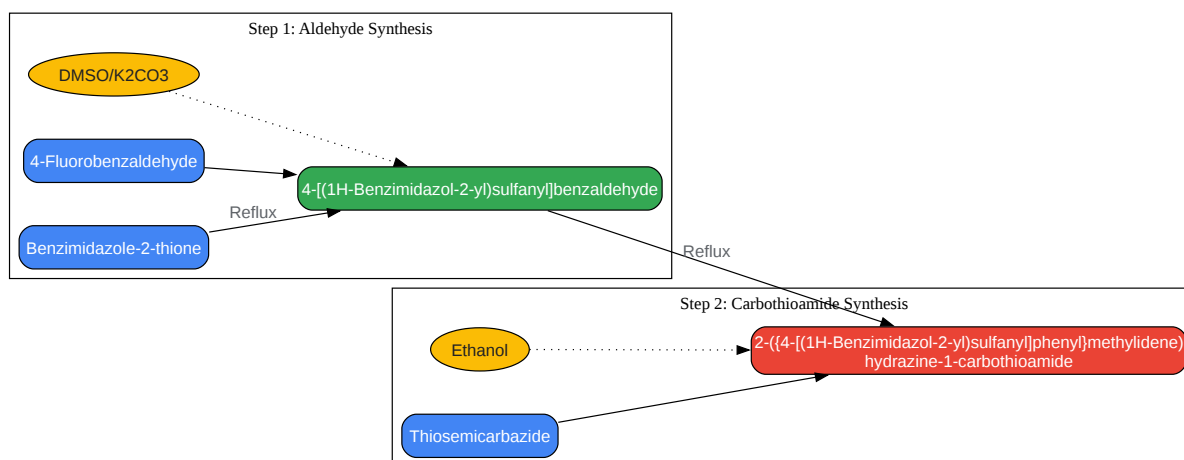 Step 1: Aldehyde Synthesis
DMSO/K2CO3
4-Fluorobenzaldehyde
4-[(1H-Benzimidazol-2-yl)sulfanyl]benzaldehyde
Reflux
Benzimidazole-2-thione
Reflux
Step 2: Carbothioamide Synthesis
Ethanol
2-({4-[(1H-Benzimidazol-2-yl)sulfanyl]phenyl}methylidene)
hydrazine-1-carbothioamide
Thiosemicarbazide